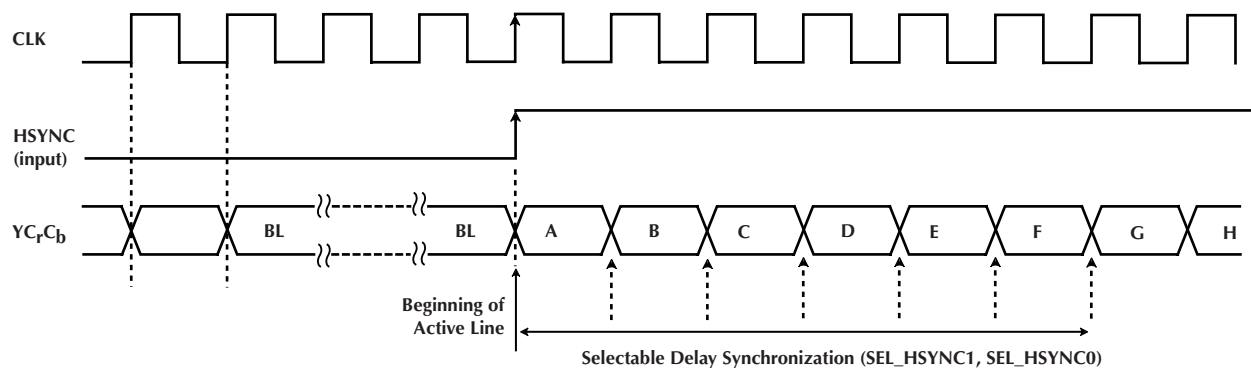 CLK
HSYNC
(input)
YCrCb
BL
BL
A
B
C
D
E
F
G
H
Beginning of
Active Line
Selectable Delay Synchronization (SEL_HSYNC1, SEL_HSYNC0)